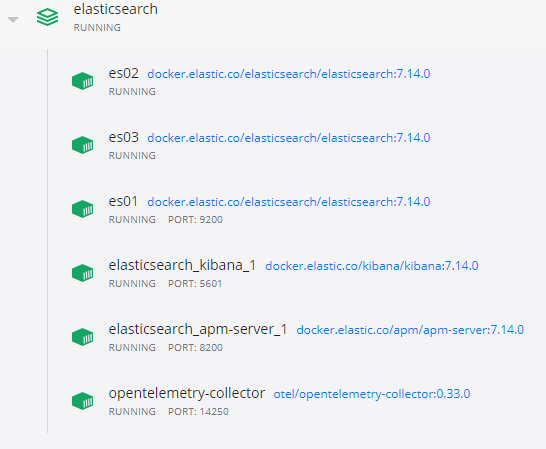 elasticsearch
RUNNING
es02 docker.elastic.co/elasticsearch/elasticsearch:7.14.0
RUNNING
es03 docker.elastic.co/elasticsearch/elasticsearch:7.14.0
RUNNING
es01 docker.elastic.co/elasticsearch/elasticsearch:7.14.0
RUNNING PORT: 9200
elasticsearch_kibana_1 docker.elastic.co/kibana/kibana:7.14.0
RUNNING PORT: 5601
elasticsearch_apm-server_1 docker.elastic.co/apm/apm-server:7.14.0
RUNNING PORT: 8200
opentelemetry-collector otel/opentelemetry-collector:0.33.0
RUNNING PORT: 14250